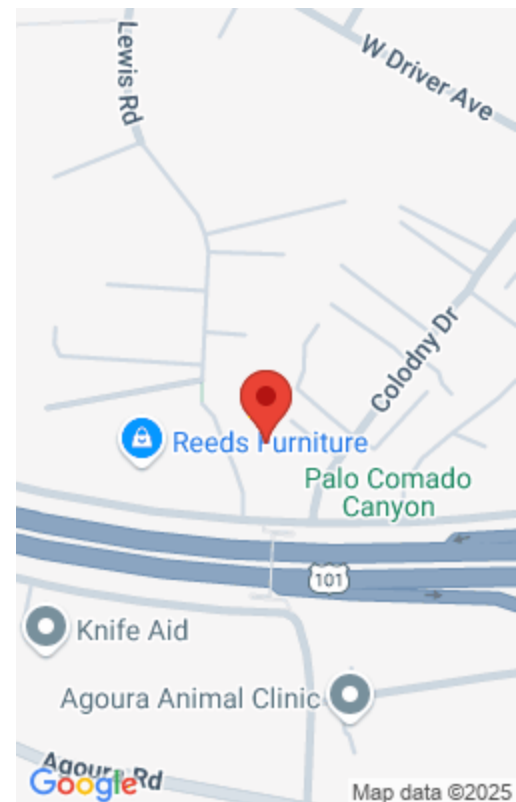 Lewis Rd
W Driver Ave
Colodny Dr
Reeds Furniture
Palo Comado
Canyon
101
Knife Aid
Agoura Animal Clinic
Agoura Rd
Google
Map data ©2025